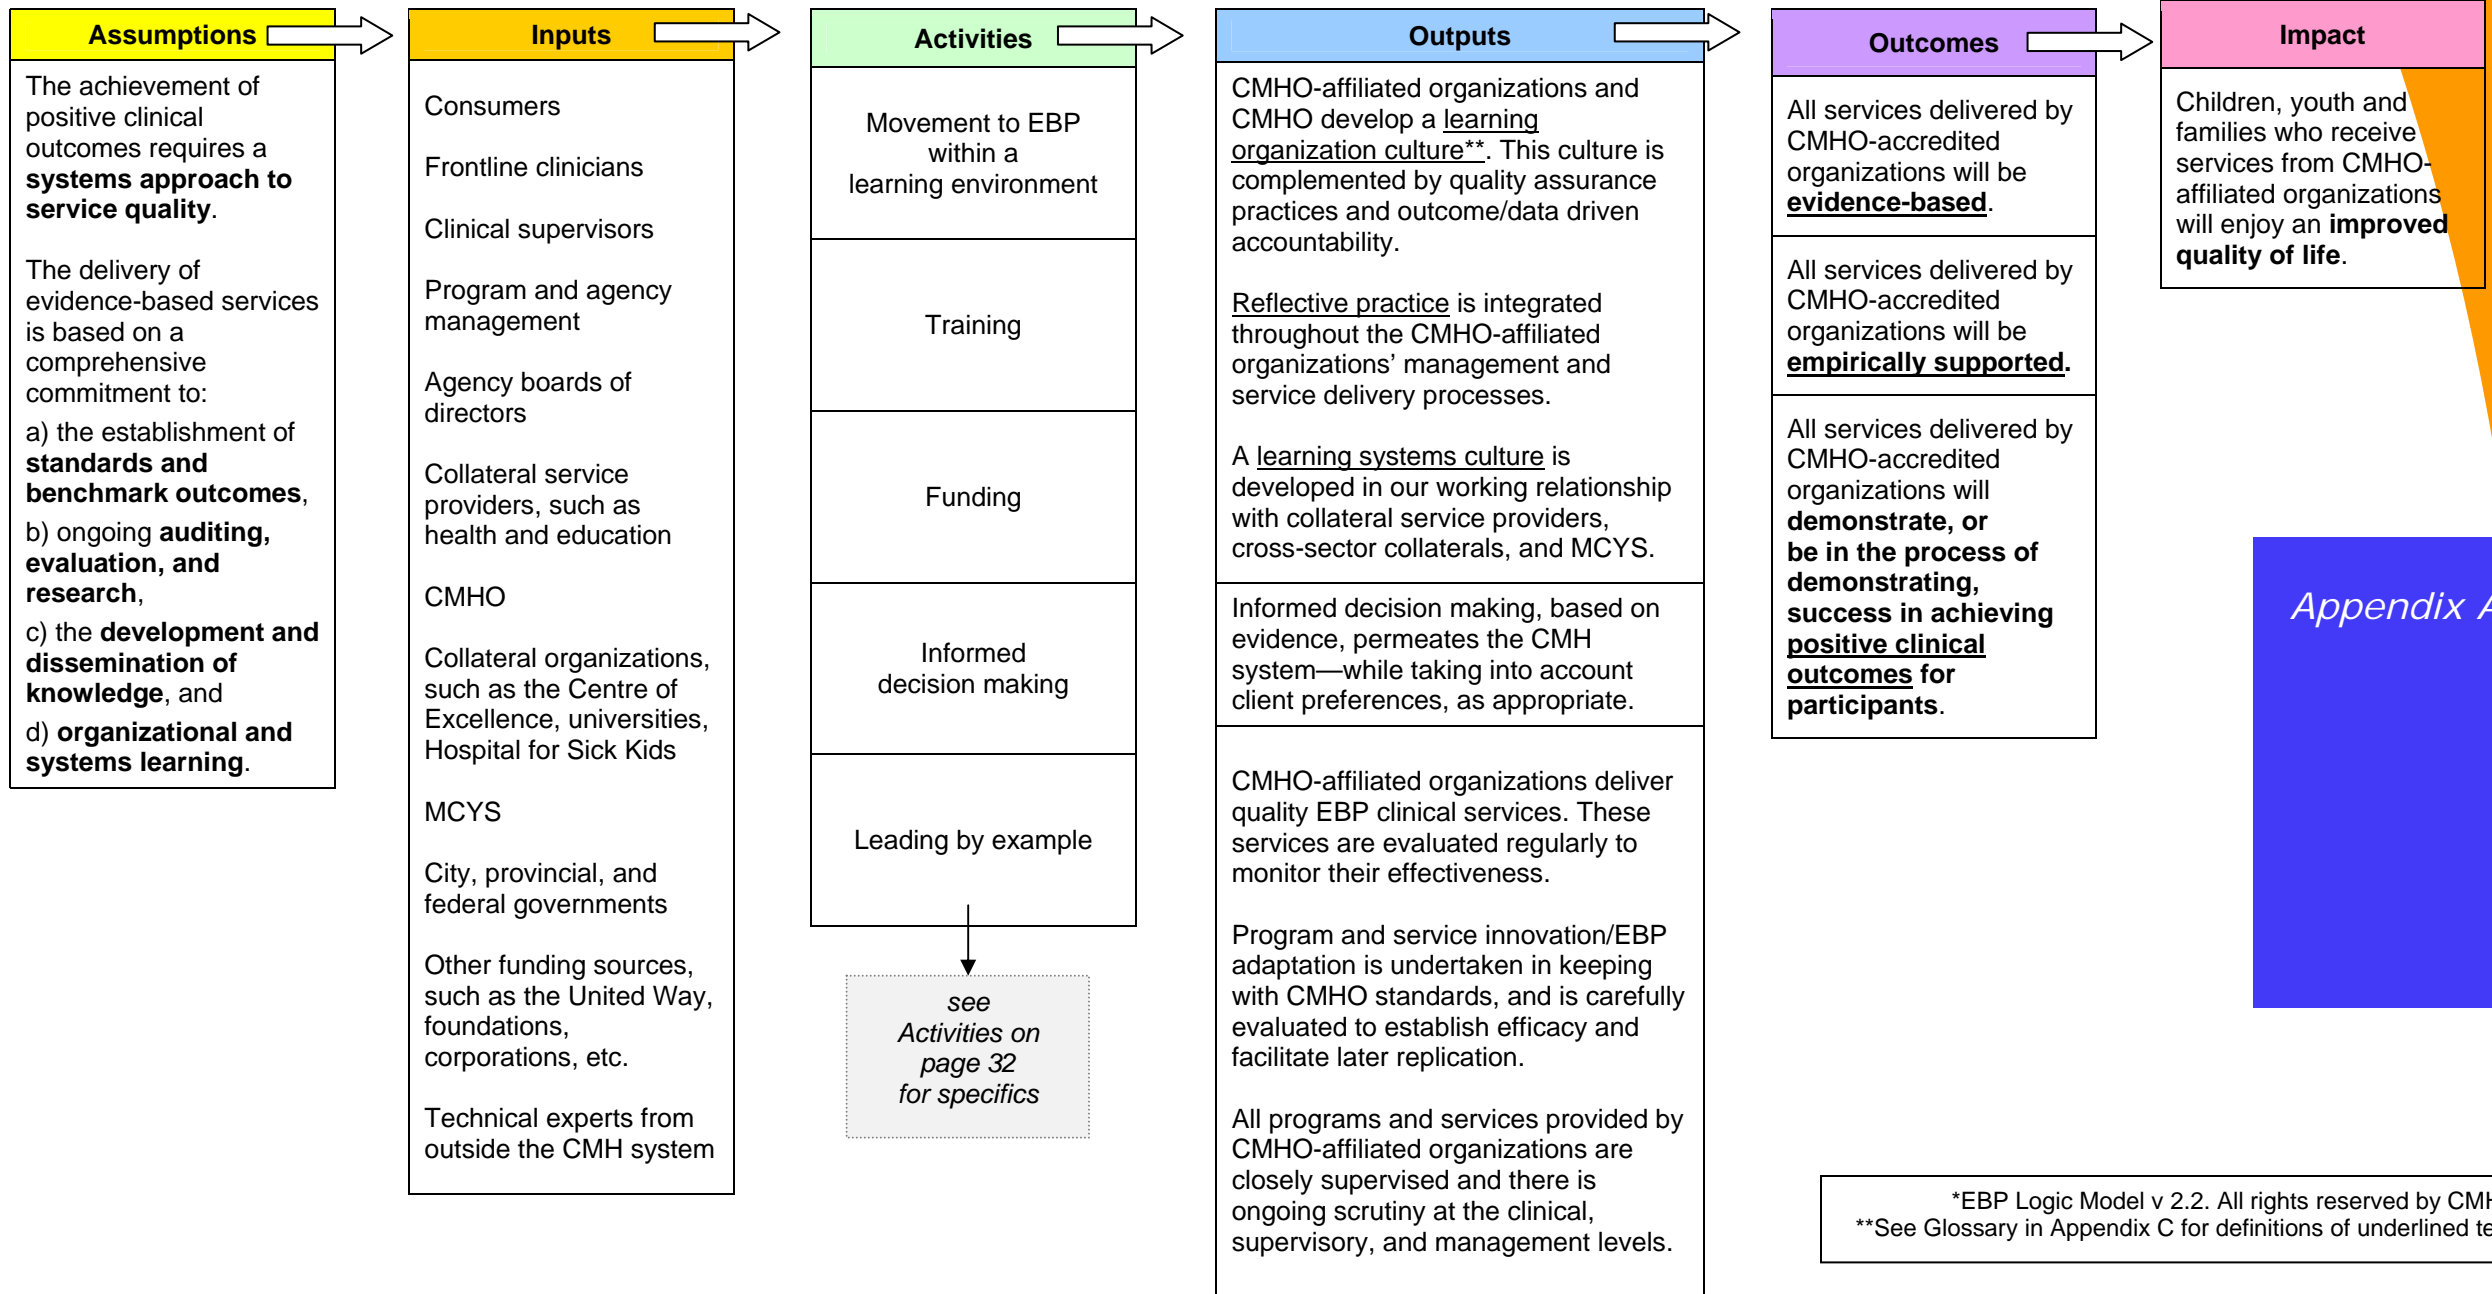 Assumptions
The achievement of
positive clinical
outcomes requires a
systems approach to
service quality.
The delivery of
evidence-based services
is based on a
comprehensive
commitment to:
a) the establishment of
standards and
benchmark outcomes,
b) ongoing auditing,
evaluation, and
research,
c) the development and
dissemination of
knowledge, and
d) organizational and
systems learning.
Inputs
Consumers
Frontline clinicians
Clinical supervisors
Program and agency
management
Agency boards of
directors
Collateral service
providers, such as
health and education
CMHO
Collateral organizations,
such as the Centre of
Excellence, universities,
Hospital for Sick Kids
MCYS
City, provincial, and
federal governments
Other funding sources,
such as the United Way,
foundations,
corporations, etc.
Technical experts from
outside the CMH system
Activities
Movement to EBP
within a
learning environment
Training
Funding
Informed
decision making
Leading by example
see
Activities on
page 32
for specifics
Outputs
CMHO-affiliated organizations and
CMHO develop a learning
organization culture**. This culture is
complemented by quality assurance
practices and outcome/data driven
accountability.
Reflective practice is integrated
throughout the CMHO-affiliated
organizations’ management and
service delivery processes.
A learning systems culture is
developed in our working relationship
with collateral service providers,
cross-sector collaterals, and MCYS.
Informed decision making, based on
evidence, permeates the CMH
system—while taking into account
client preferences, as appropriate.
CMHO-affiliated organizations deliver
quality EBP clinical services. These
services are evaluated regularly to
monitor their effectiveness.
Program and service innovation/EBP
adaptation is undertaken in keeping
with CMHO standards, and is carefully
evaluated to establish efficacy and
facilitate later replication.
All programs and services provided by
CMHO-affiliated organizations are
closely supervised and there is
ongoing scrutiny at the clinical,
supervisory, and management levels.
Outcomes
All services delivered by
CMHO-accredited
organizations will be
evidence-based.
All services delivered by
CMHO-accredited
organizations will be
empirically supported.
All services delivered by
CMHO-accredited
organizations will
demonstrate, or
be in the process of
demonstrating,
success in achieving
positive clinical
outcomes for
participants.
Impact
Children, youth and
families who receive
services from CMHO-
affiliated organizations
will enjoy an improved
quality of life.
Appendix A
*EBP Logic Model v 2.2. All rights reserved by
**See Glossary in Appendix C for definitions of underlined